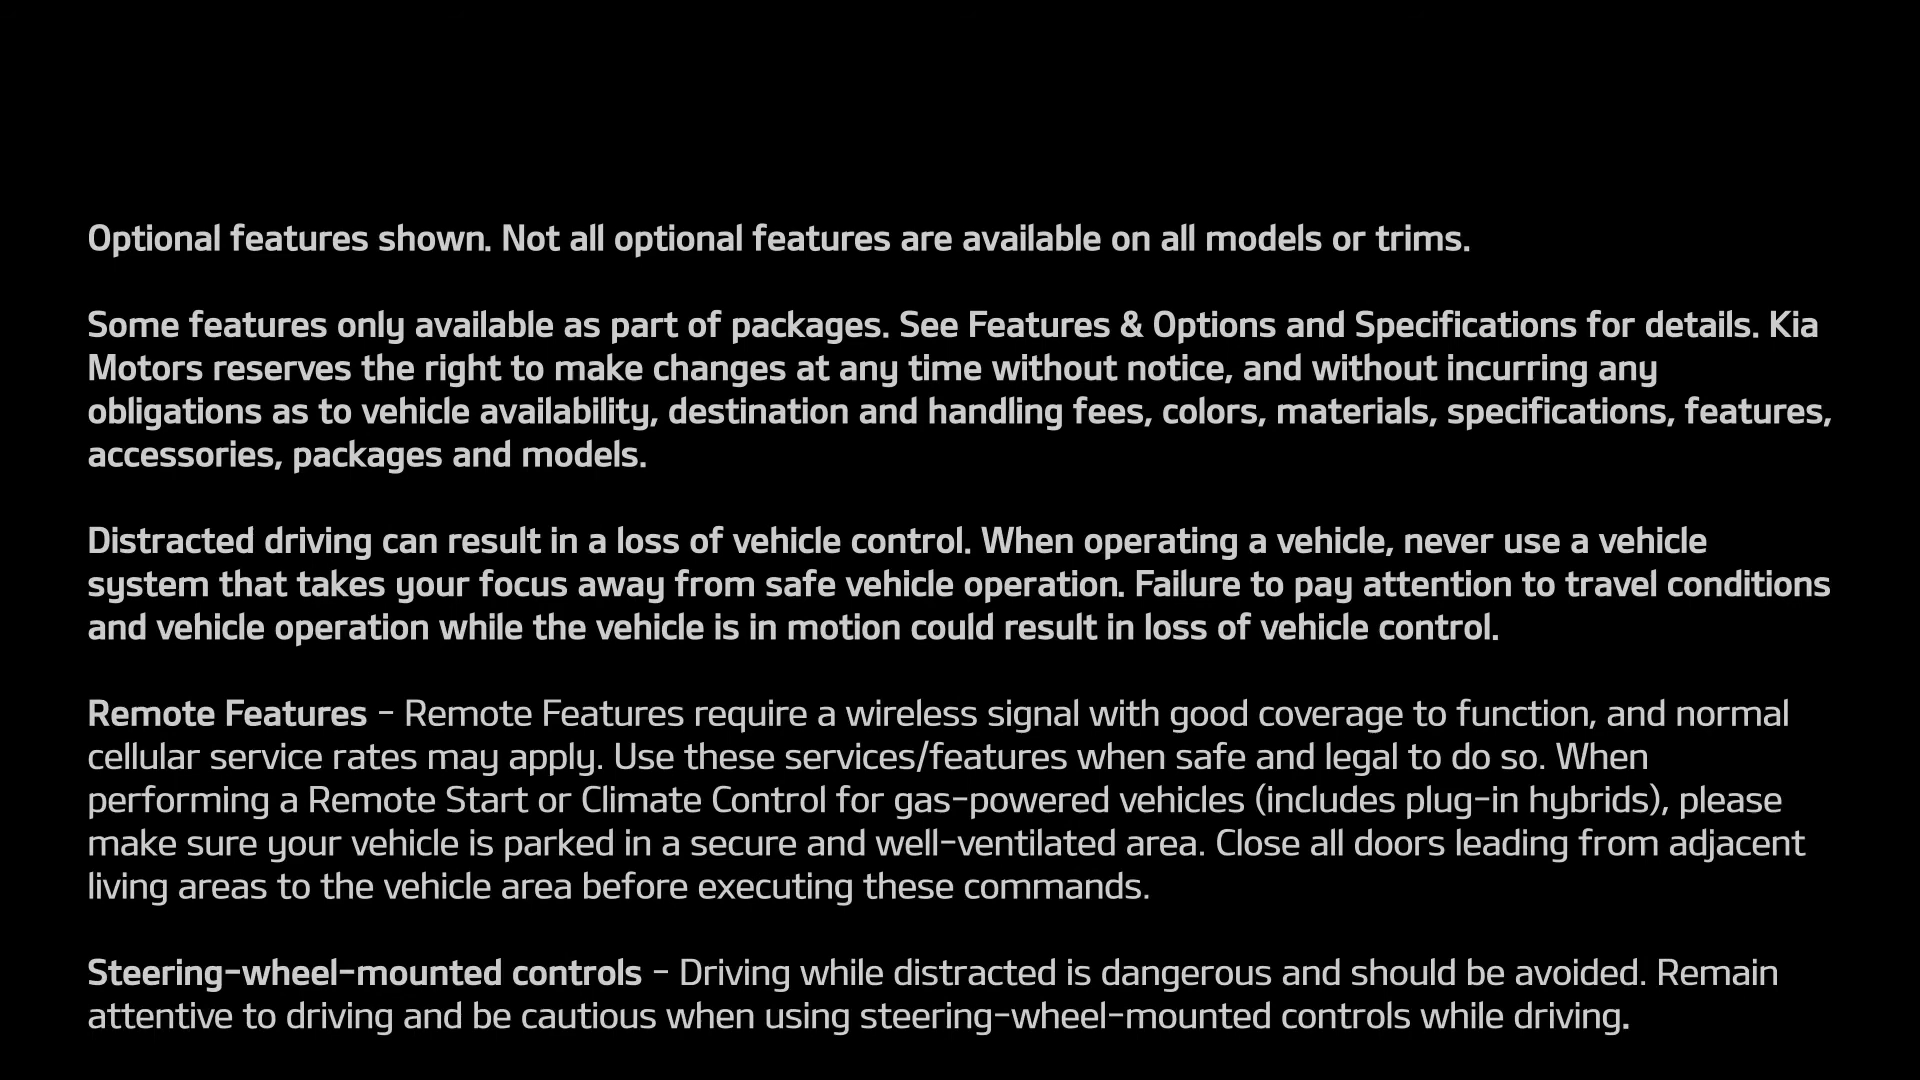 Optional features shown. Not all optional features are available on all models or trims.
Some features only available as part of packages. See Features & Options and Specifications for details. Kia
Motors reserves the right to make changes at any time without notice, and without incurring any
obligations as to vehicle availability, destination and handling fees, colors, materials, specifications, features,
accessories, packages and models.
Distracted driving can result in a loss of vehicle control. When operating a vehicle, never use a vehicle
system that takes your focus away from safe vehicle operation. Failure to pay attention to travel conditions
and vehicle operation while the vehicle is in motion could result in loss of vehicle control.
Remote Features - Remote Features require a wireless signal with good coverage to function, and normal
cellular service rates may apply. Use these services/features when safe and legal to do so. When
performing a Remote Start or Climate Control for gas-powered vehicles (includes plug-in hybrids), please
make sure your vehicle is parked in a secure and well-ventilated area. Close all doors leading from adjacent
living areas to the vehicle area before executing these commands.
Steering-wheel-mounted controls - Driving while distracted is dangerous and should be avoided. Remain
attentive to driving and be cautious when using steering-wheel-mounted controls while driving.